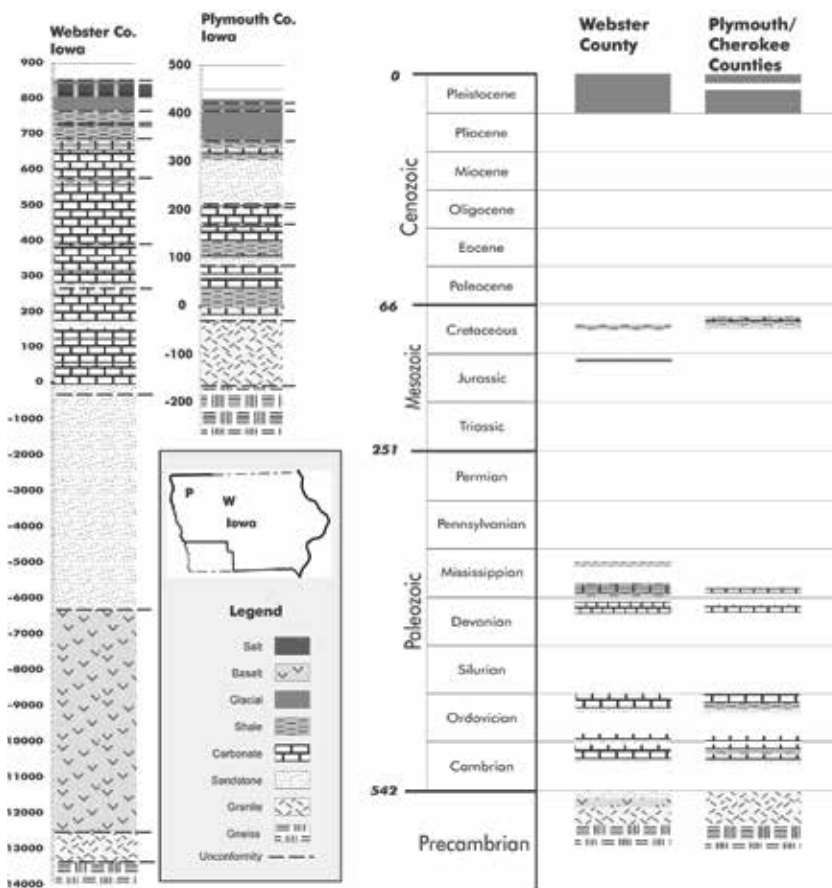 Webster Co.
Iowa
900
800
700
600
500
400
300
200
100
0
-1000
-2000
-3000
-4000
-5000
-6000
-7000
-8000
-9000
10000
11000
12000
13000
14000
Plymouth Co.
Iowa
500
400
300
200
100
0
-100
-200
P
W
Iowa
Legend
Salt
Basalt
Glacial
Shale
Carbonate
Sandstone
Granite
Gneiss
Unconformity
Webster
County
Plymouth/
Cherokee
Counties
0
Cenozoic
Pleistocene
Pliocene
Miocene
Oligocene
Eocene
Paleocene
66
Mesozoic
Cretaceous
Jurassic
Triassic
251
Paleozoic
Permian
Pennsylvanian
Mississippian
Devonian
Silurian
Ordovician
Cambrian
542
Precambrian